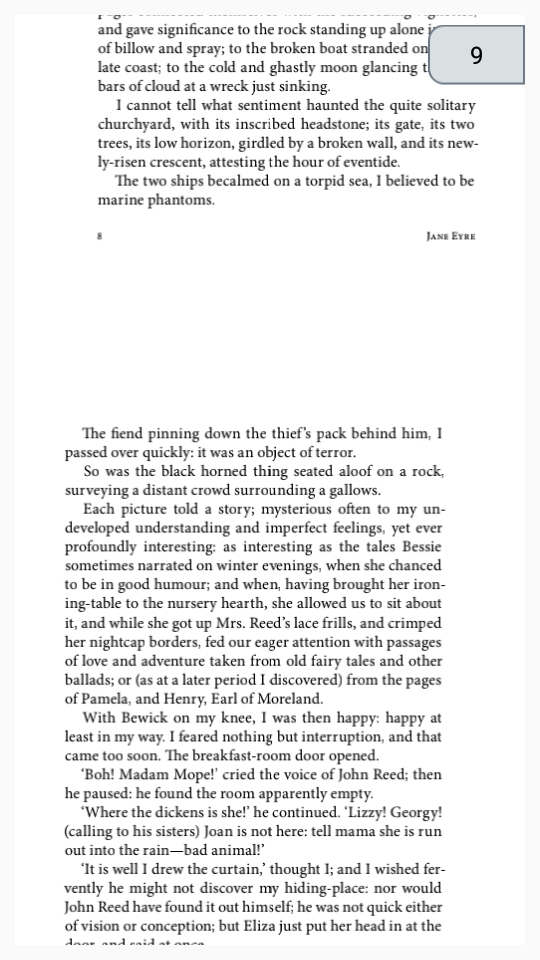 and gave significance to the rock standing up alone
of billow and spray; to the broken boat stranded on
late coast; to the cold and ghastly moon glancing
bars of cloud at a wreck just sinking.
I cannot tell what sentiment haunted the quite solitary
churchyard, with its inscribed headstone; its gate, its two
trees, its low horizon, girdled by a broken wall, and its new-
ly-risen crescent, attesting the hour of eventide.
The two ships becalmed on a torpid sea, I believed to be
marine phantoms.
8 Jane Eyre
9
The fiend pinning down the thief's pack behind him, I
passed over quickly: it was an object of terror.
So was the black horned thing seated aloof on a rock,
surveying a distant crowd surrounding a gallows.
Each picture told a story; mysterious often to my un-
developed understanding and imperfect feelings, yet ever
profoundly interesting: as interesting as the tales Bessie
sometimes narrated on winter evenings, when she chanced
to be in good humour; and when, having brought her iron-
ing-table to the nursery hearth, she allowed us to sit about
it, and while she got up Mrs. Reed's lace frills, and crimped
her nightcap borders, fed our eager attention with passages
of love and adventure taken from old fairy tales and other
ballads; or (as at a later period I discovered) from the pages
of Pamela, and Henry, Earl of Moreland.
With Bewick on my knee, I was then happy: happy at
least in my way. I feared nothing but interruption, and that
came too soon. The breakfast-room door opened.
'Boh! Madam Mope!' cried the voice of John Reed; then
he paused: he found the room apparently empty.
'Where the dickens is she!' he continued. 'Lizzy! Georgy!
(calling to his sisters) Joan is not here: tell mama she is run
out into the rain—bad animal!'
'It is well I drew the curtain,' thought I; and I wished fer-
vently he might not discover my hiding-place: nor would
John Reed have found it out himself; he was not quick either
of vision or conception; but Eliza just put her head in at the
door, and said at once